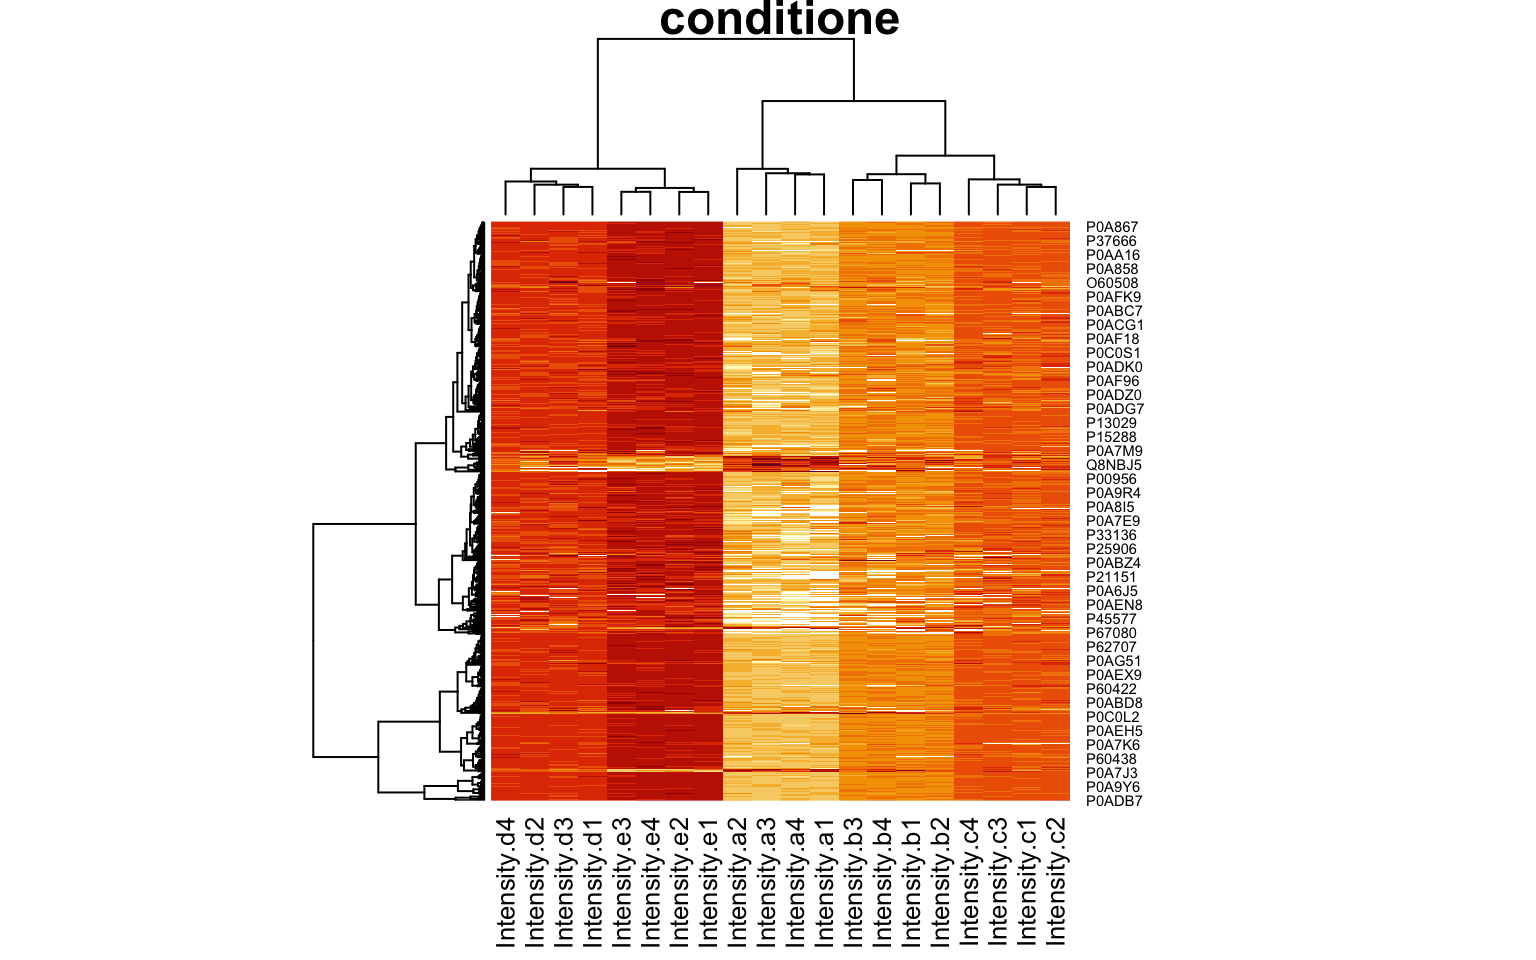 conditione
P0A867
P37666
P0AA16
P0A858
O60508
P0AFK9
P0ABC7
P0ACG1
P0AF18
P0C0S1
P0ADK0
P0AF96
P0ADZ0
P0ADG7
P13029
P15288
P0A7M9
Q8NBJ5
P00956
P0A9R4
P0A8I5
P0A7E9
P33136
P25906
P0ABZ4
P21151
P0A6J5
P0AEN8
P45577
P67080
P62707
P0AG51
P0AEX9
P60422
P0ABD8
P0C0L2
P0AEH5
P0A7K6
P60438
P0A7J3
P0A9Y6
P0ADB7
Intensity.d4
Intensity.d2
Intensity.d3
Intensity.d1
Intensity.e3
Intensity.e4
Intensity.e2
Intensity.e1
Intensity.a2
Intensity.a3
Intensity.a4
Intensity.a1
Intensity.b3
Intensity.b4
Intensity.b1
Intensity.b2
Intensity.c4
Intensity.c3
Intensity.c1
Intensity.c2